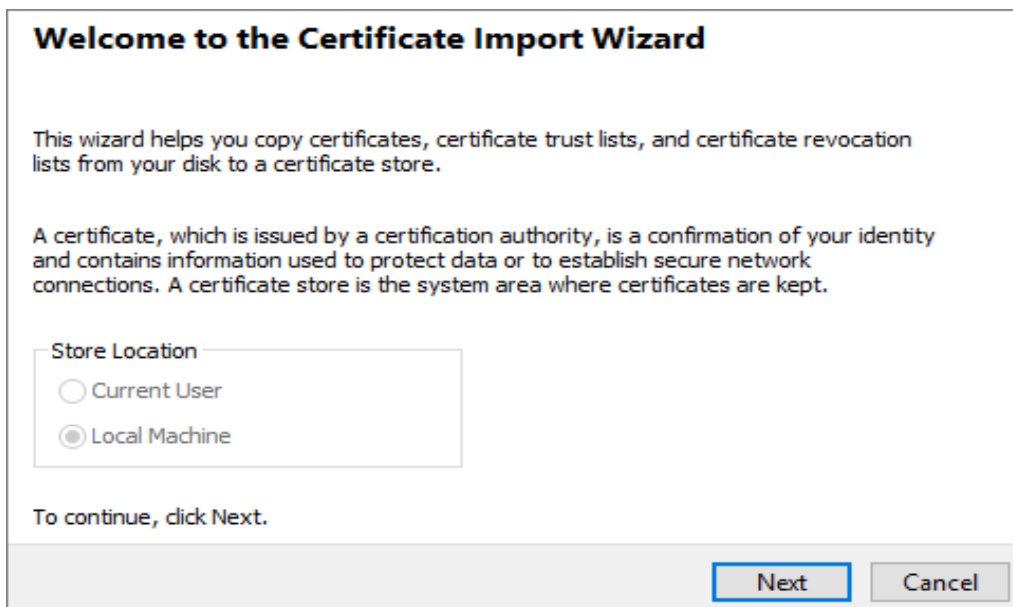 Welcome to the Certificate Import Wizard
This wizard helps you copy certificates, certificate trust lists, and certificate revocation
lists from your disk to a certificate store.
A certificate, which is issued by a certification authority, is a confirmation of your identity
and contains information used to protect data or to establish secure network
connections. A certificate store is the system area where certificates are kept.
Store Location
Current User
Local Machine
To continue, click Next.
Next Cancel